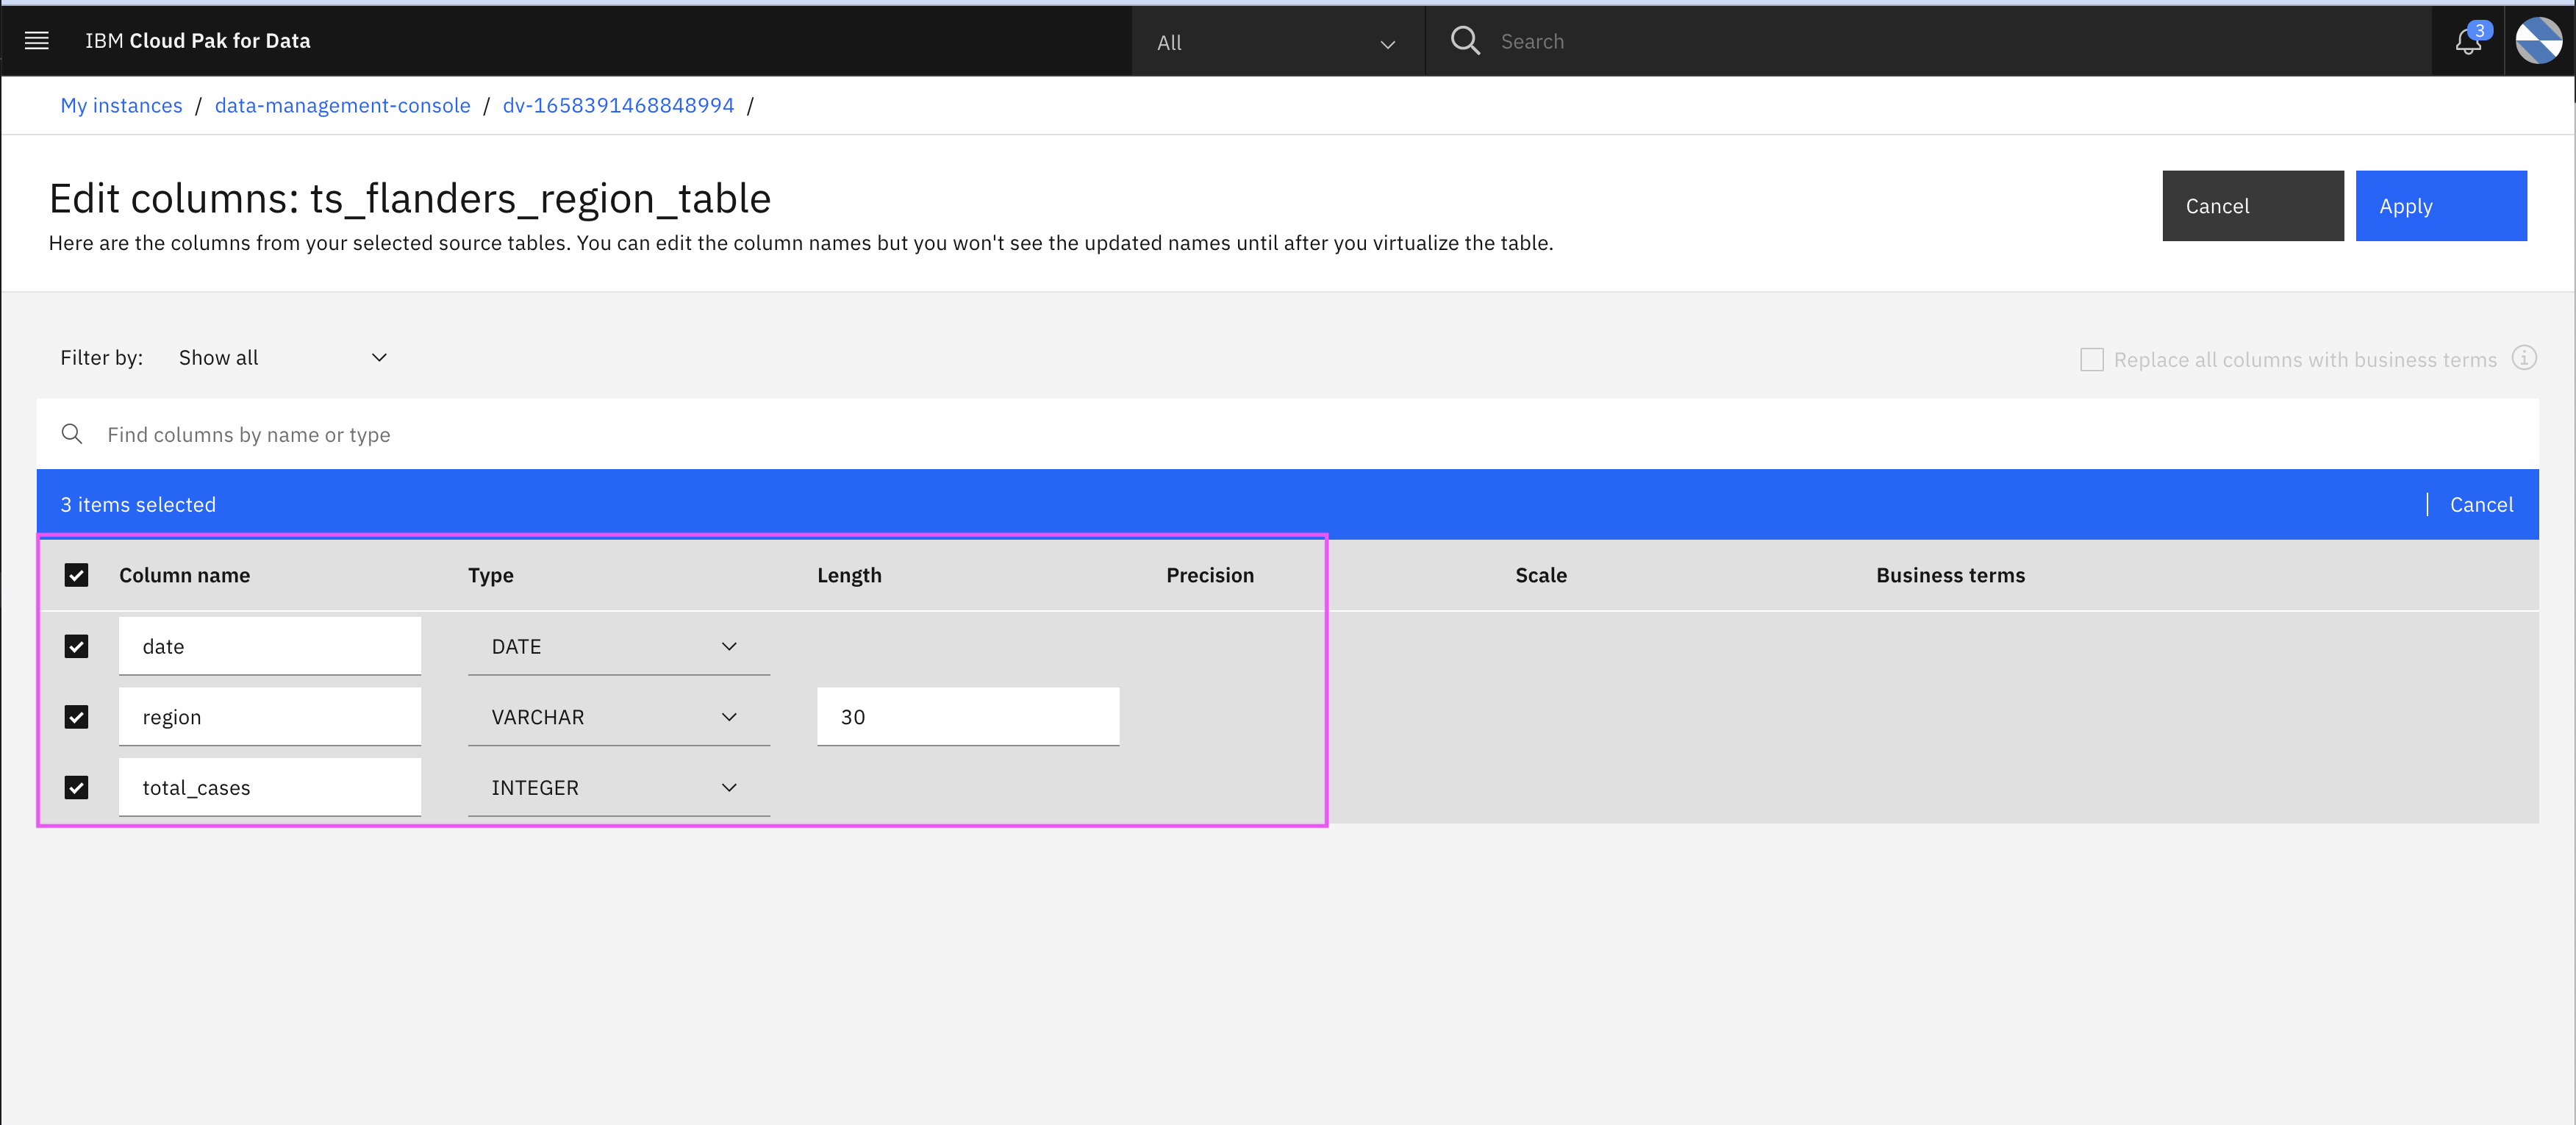 IBM Cloud Pak for Data
All
Search
3
My instances / data-management-console / dv-1658391468848994 /
Edit columns: ts_flanders_region_table
Here are the columns from your selected source tables. You can edit the column names but you won't see the updated names until after you virtualize the table.
Cancel
Apply
Filter by: Show all
Replace all columns with business terms
Find columns by name or type
3 items selected
Cancel
Column name Type Length Precision Scale Business terms
date DATE
region VARCHAR 30
total_cases INTEGER